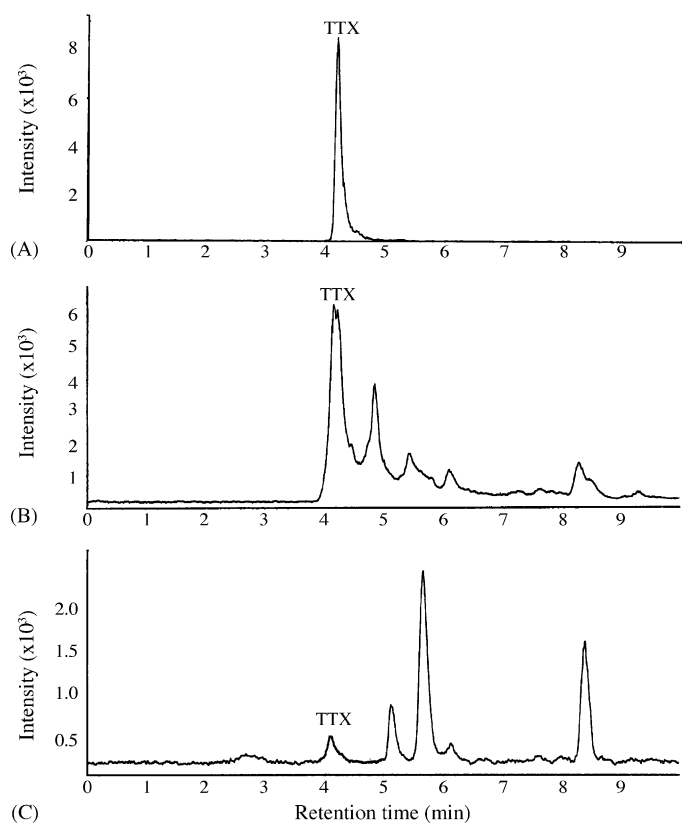 TTX
8
6
4
2
Intensity (x10³)
(A)
0 1 2 3 4 5 6 7 8 9
TTX
6
5
4
3
2
1
Intensity (x10³)
(B)
0 1 2 3 4 5 6 7 8 9
2.0
1.5
1.0
0.5
Intensity (x10³)
TTX
0 1 2 3 4 5 6 7 8 9
(C)
Retention time (min)